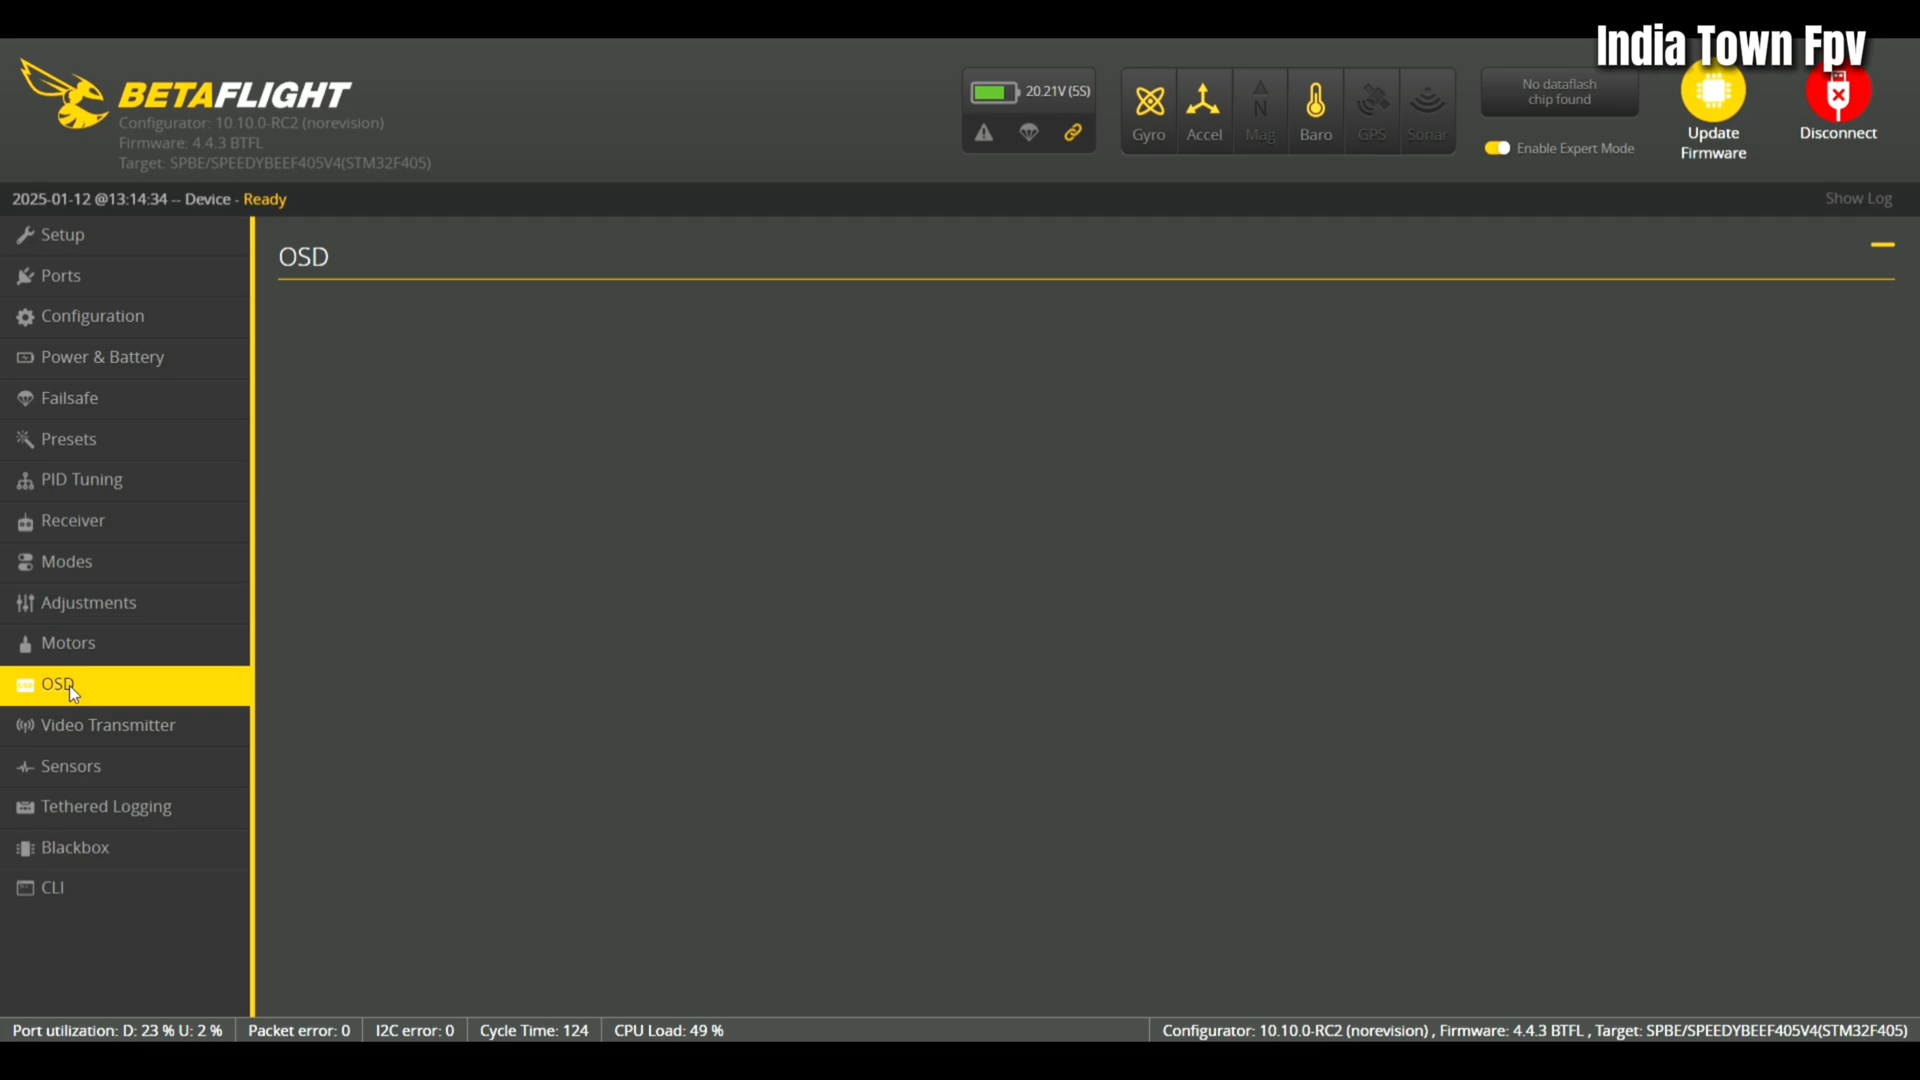 India Town Fpv
BETAFLIGHT
Configurator: 10.10.0-RC2 (norevision)
Firmware: 4.4.3 BTFL
Target: SPBE/SPEEDYBEEF405V4(STM32F405)
20.21V (5S)
Gyro
Accel
N
Mag
Baro
GPS
Sonar
No dataflash
chip found
Enable Expert Mode
Update
Firmware
Disconnect
2025-01-12 @13:14:34 -- Device - Ready
Show Log
Setup
Ports
Configuration
Power & Battery
Failsafe
Presets
PID Tuning
Receiver
Modes
Adjustments
Motors
OSD
Video Transmitter
Sensors
Tethered Logging
Blackbox
CLI
OSD
Port utilization: D: 23 % U: 2 %
Packet error: 0
I2C error: 0
Cycle Time: 124
CPU Load: 49 %
Configurator: 10.10.0-RC2 (norevision) , Firmware: 4.4.3 BTFL , Target: SPBE/SPEEDYBEEF405V4(STM32F405)